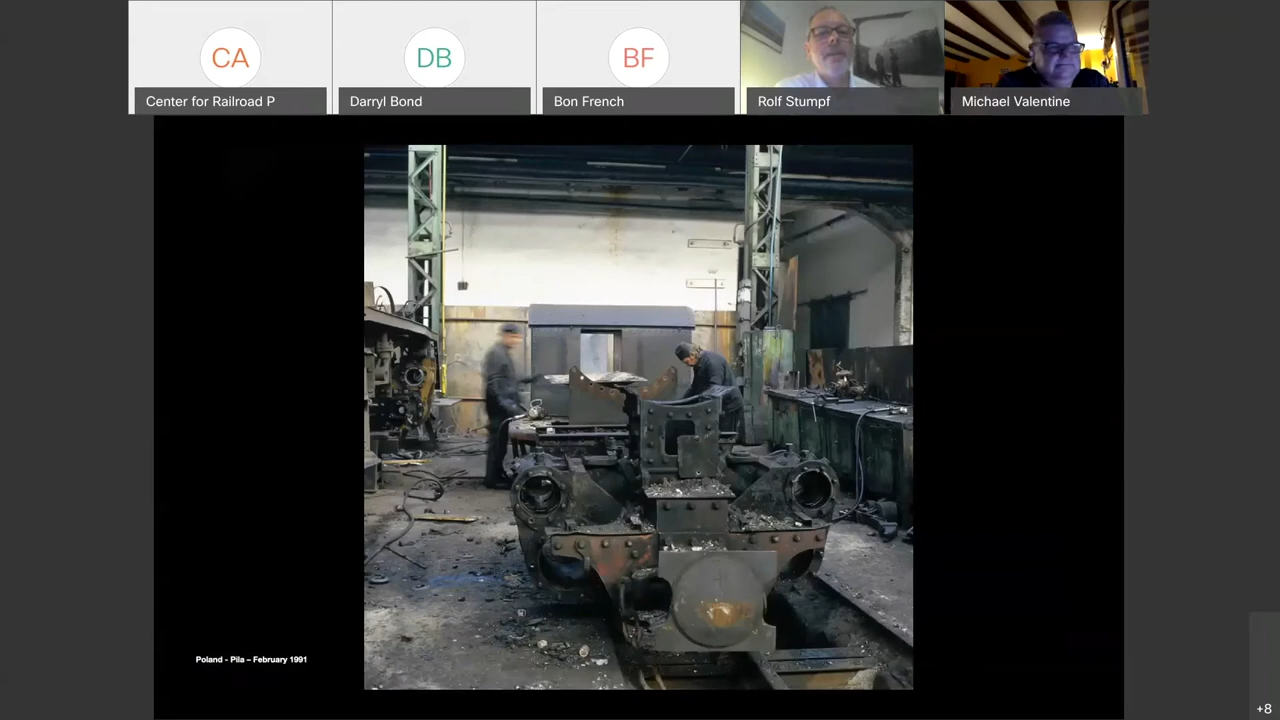 CA
DB
BF
Center for Railroad P
Darryl Bond
Bon French
Rolf Stumpf
Michael Valentine
Poland - Pila – February 1991
+8